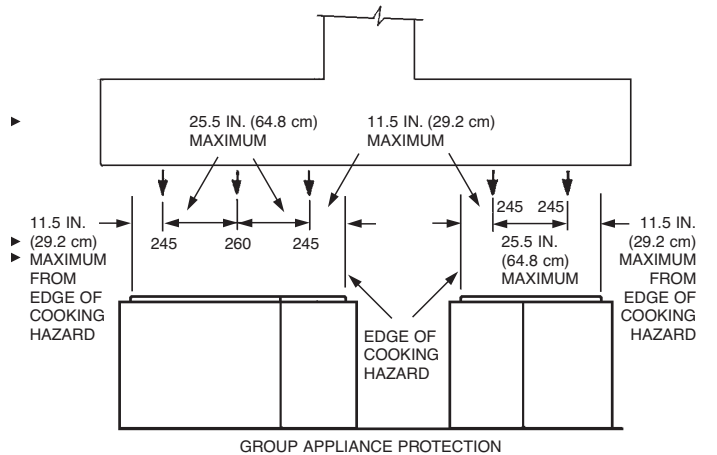 25.5 IN. (64.8 cm)
MAXIMUM
11.5 IN. (29.2 cm)
MAXIMUM
11.5 IN.
(29.2 cm)
MAXIMUM
FROM
EDGE OF
COOKING
HAZARD
245
260
245
245
245
25.5 IN.
(64.8 cm)
MAXIMUM
11.5 IN.
(29.2 cm)
MAXIMUM
FROM
EDGE OF
COOKING
HAZARD
EDGE OF
COOKING
HAZARD
GROUP APPLIANCE PROTECTION